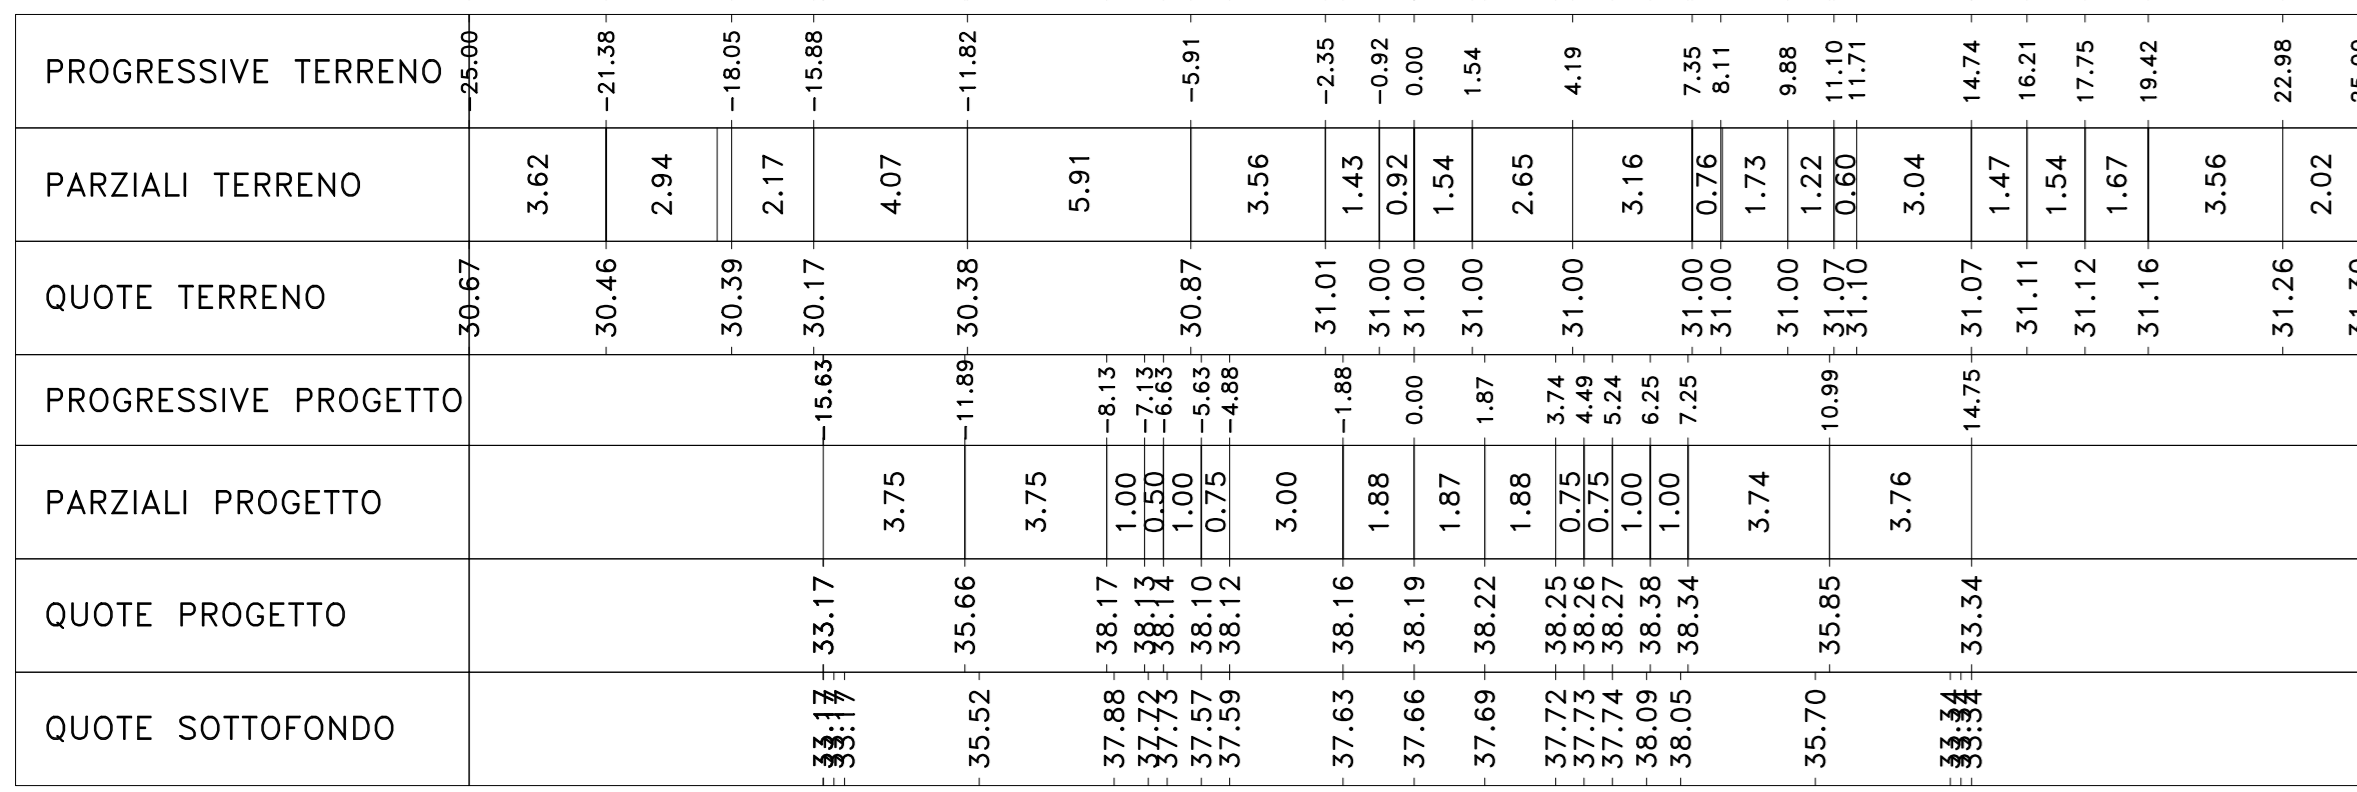 PROGRESSIVE TERRENO -25.00 -21.38 -18.05 -15.88 -11.82 -5.91 -2.35 -0.92 0.00 1.54 4.19 7.35 8.11 9.88 11.10 11.71 14.74 16.21 17.75 19.42 22.98
PARZIALI TERRENO 3.62 2.94 2.17 4.07 5.91 3.56 1.43 0.92 1.54 2.65 3.16 0.76 1.73 1.22 0.60 3.04 1.47 1.54 1.67 3.56 2.02
QUOTE TERRENO 30.67 30.46 30.39 30.17 30.38 30.87 31.01 31.00 31.00 31.00 31.00 31.00 31.00 31.00 31.07 31.10 31.07 31.11 31.12 31.16 31.26
PROGRESSIVE PROGETTO -15.63 -11.89 -8.13 -7.13 -6.63 -5.63 -4.88 -1.88 0.00 1.87 3.74 4.49 5.24 6.25 7.25 10.99 14.75
PARZIALI PROGETTO 3.75 3.75 1.00 0.50 1.00 0.75 3.00 1.88 1.87 1.88 0.75 0.75 1.00 1.00 3.74 3.76
QUOTE PROGETTO 33.17 35.66 38.17 38.13 38.14 38.10 38.12 38.16 38.19 38.22 38.25 38.26 38.27 38.38 38.34 35.85 33.34
QUOTE SOTTOFONDO 33.17 33.17 35.52 37.88 37.72 37.73 37.57 37.59 37.63 37.66 37.69 37.72 37.73 37.74 38.09 38.05 35.70 33.34 33.34